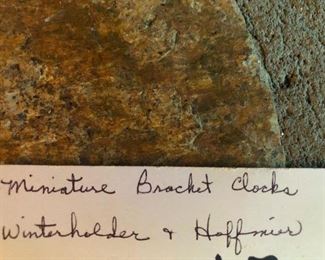 Miniature Bracket Clocks
Winterholder & Hoffmier